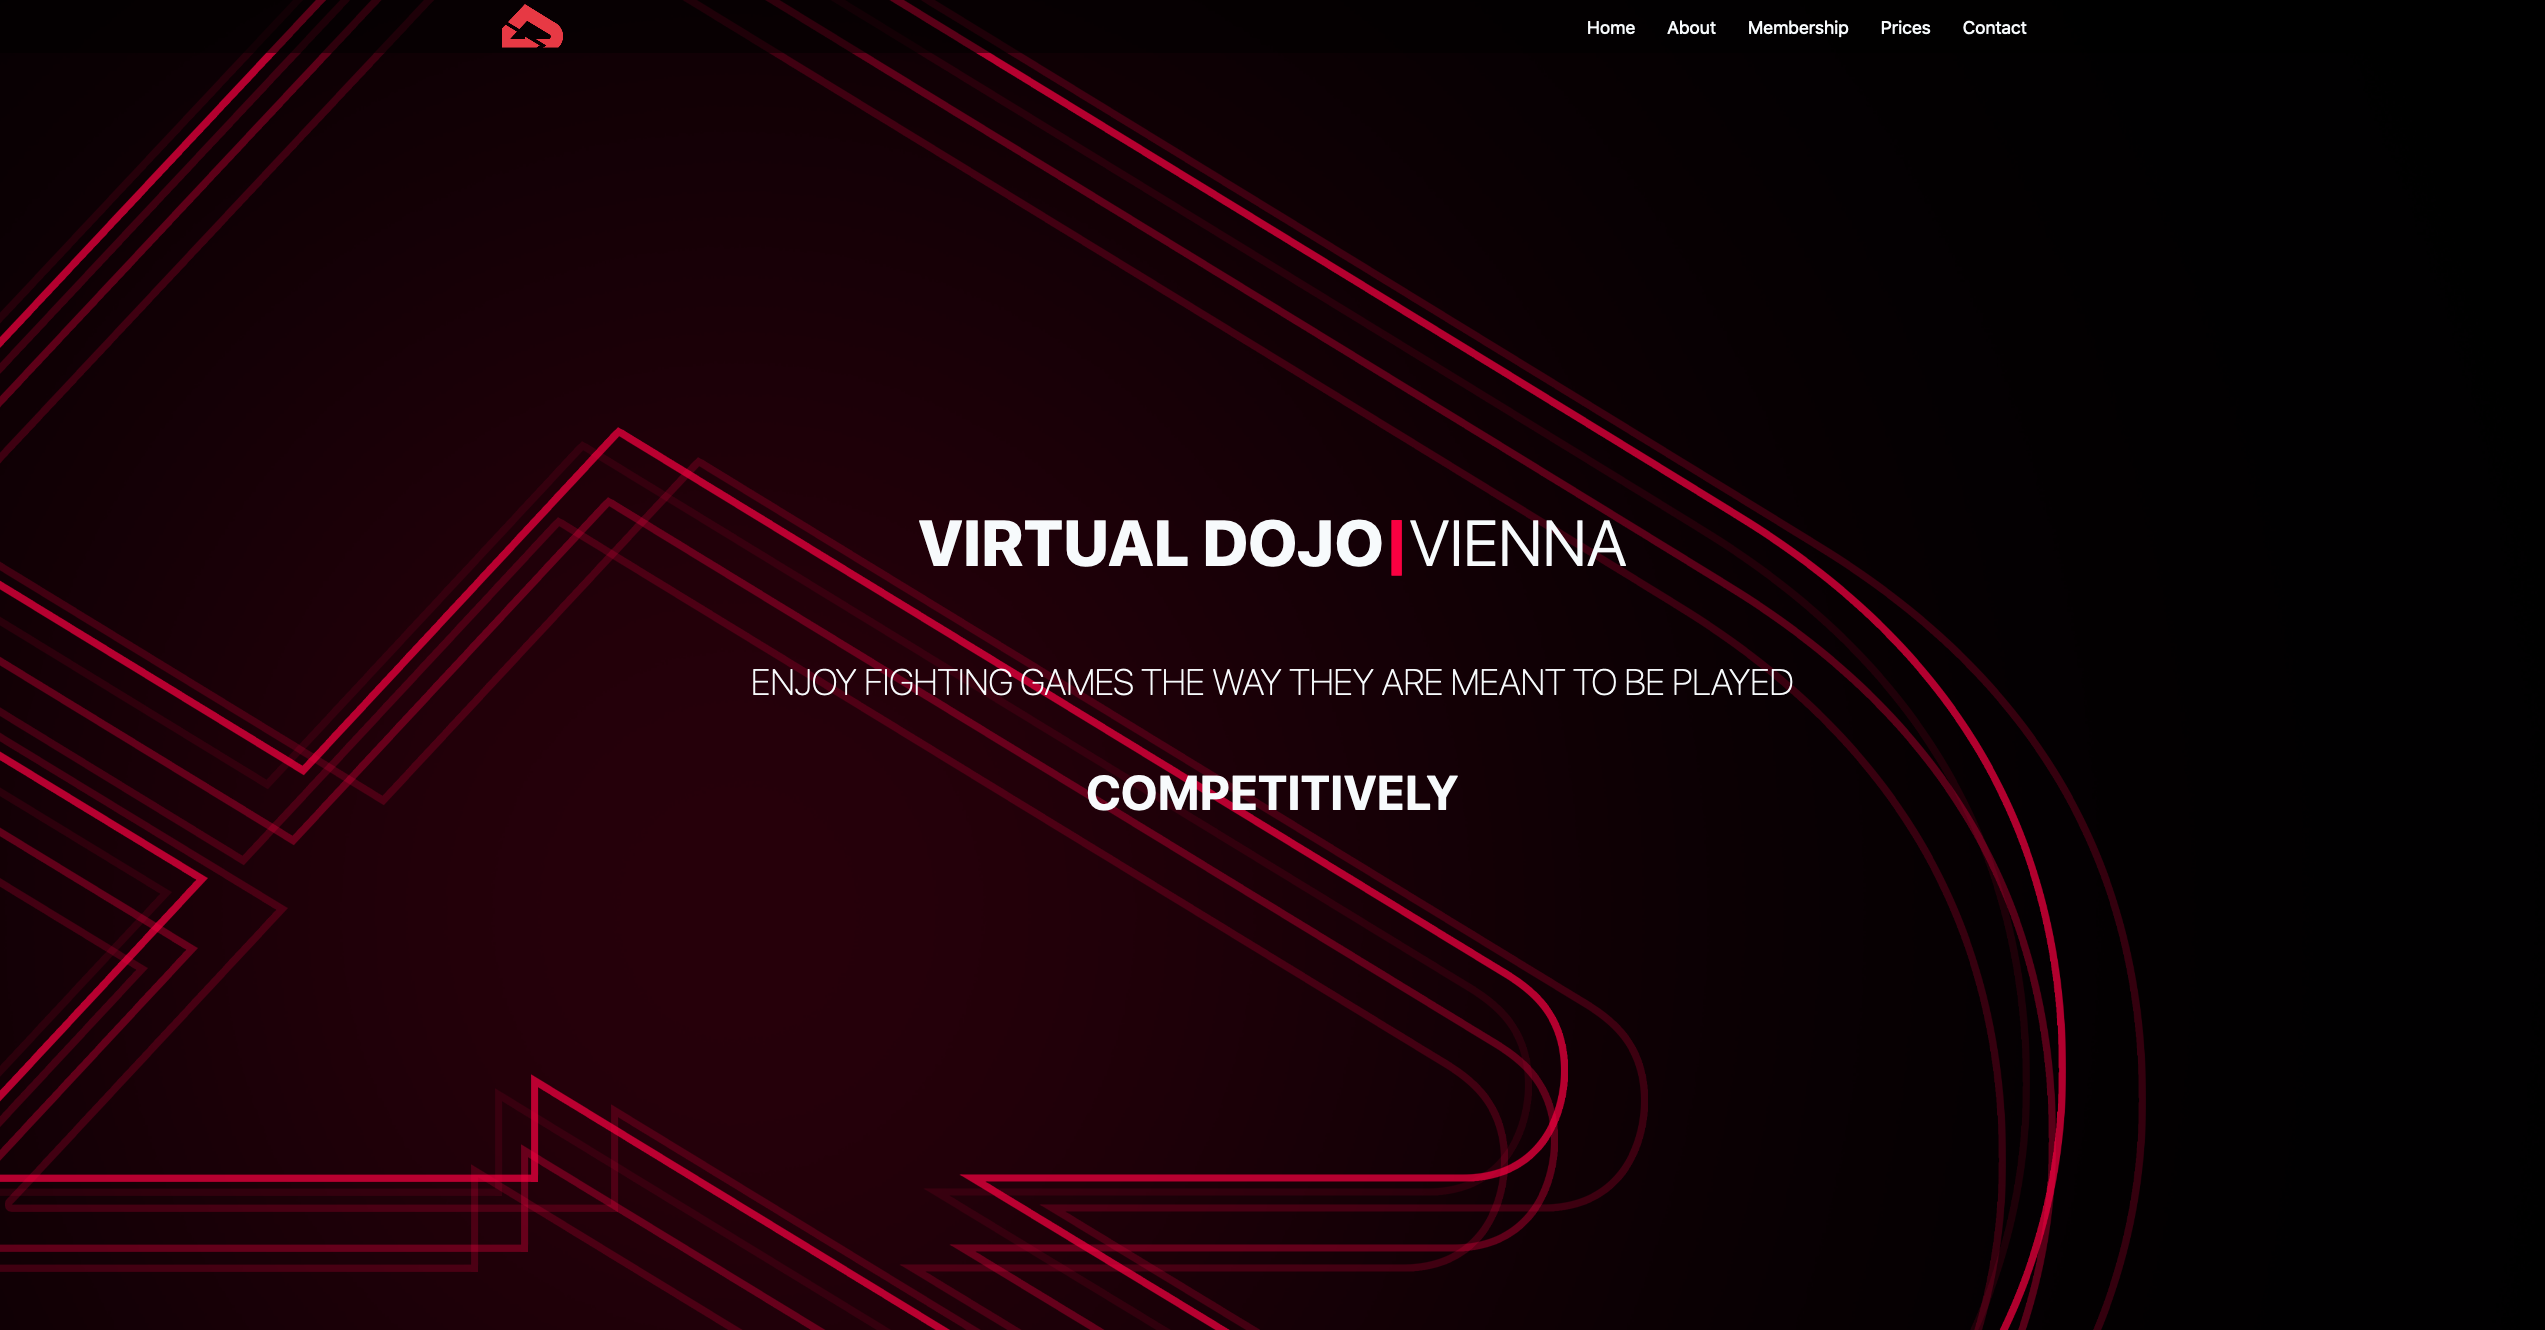 Home About Membership Prices Contact
VIRTUAL DOJO|VIENNA
ENJOY FIGHTING GAMES THE WAY THEY ARE MEANT TO BE PLAYED
COMPETITIVELY